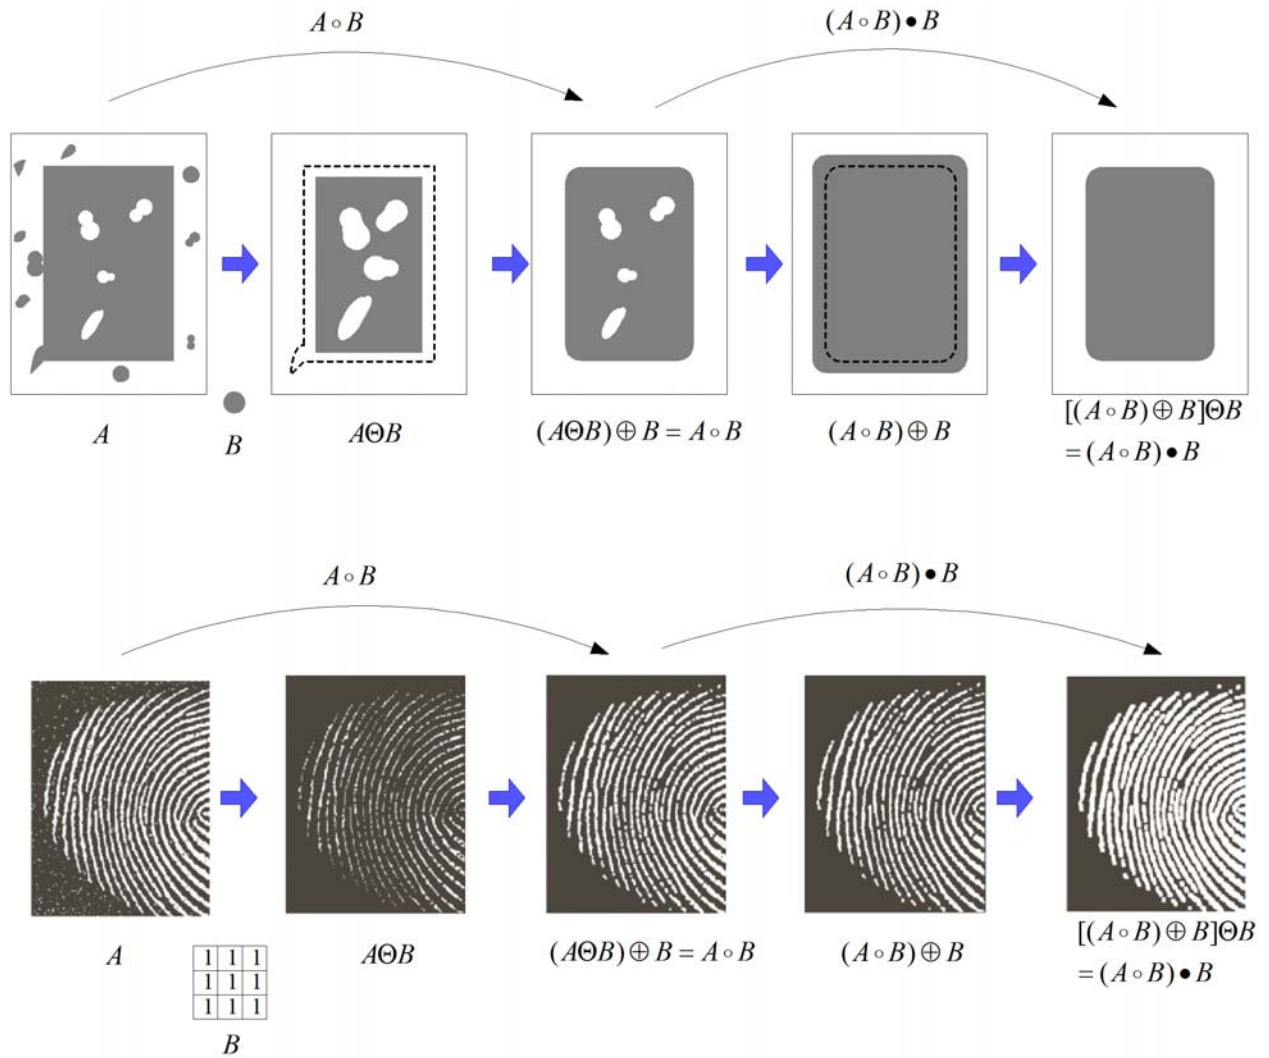 A∘B
(A∘B)•B
A
B
AΘB
(AΘB)⊕B = A∘B
(A∘B)⊕B
[(A∘B)⊕B]ΘB
=(A∘B)•B
A∘B
(A∘B)•B
A
AΘB
(AΘB)⊕B = A∘B
(A∘B)⊕B
[(A∘B)⊕B]ΘB
=(A∘B)•B
1 1 1
1 1 1
1 1 1
B